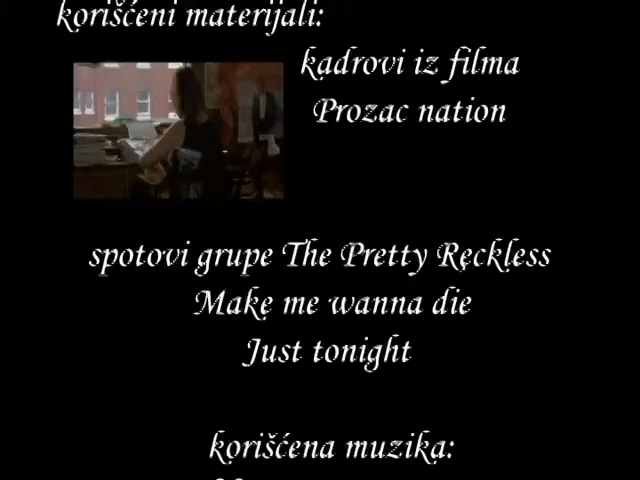 korišćeni materijali:
kadrovi iz filma
Prozac nation
spotovi grupe The Pretty Reckless
Make me wanna die
Just tonight
korišćena muzika: